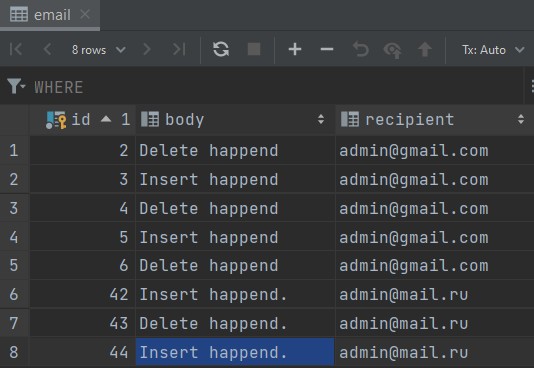 email
8 rows Tx: Auto
WHERE
id 1 body recipient
1 2 Delete happend admin@gmail.com
2 3 Insert happend admin@gmail.com
3 4 Delete happend admin@gmail.com
4 5 Insert happend admin@gmail.com
5 6 Delete happend admin@gmail.com
6 42 Insert happend. admin@mail.ru
7 43 Delete happend. admin@mail.ru
8 44 Insert happend. admin@mail.ru